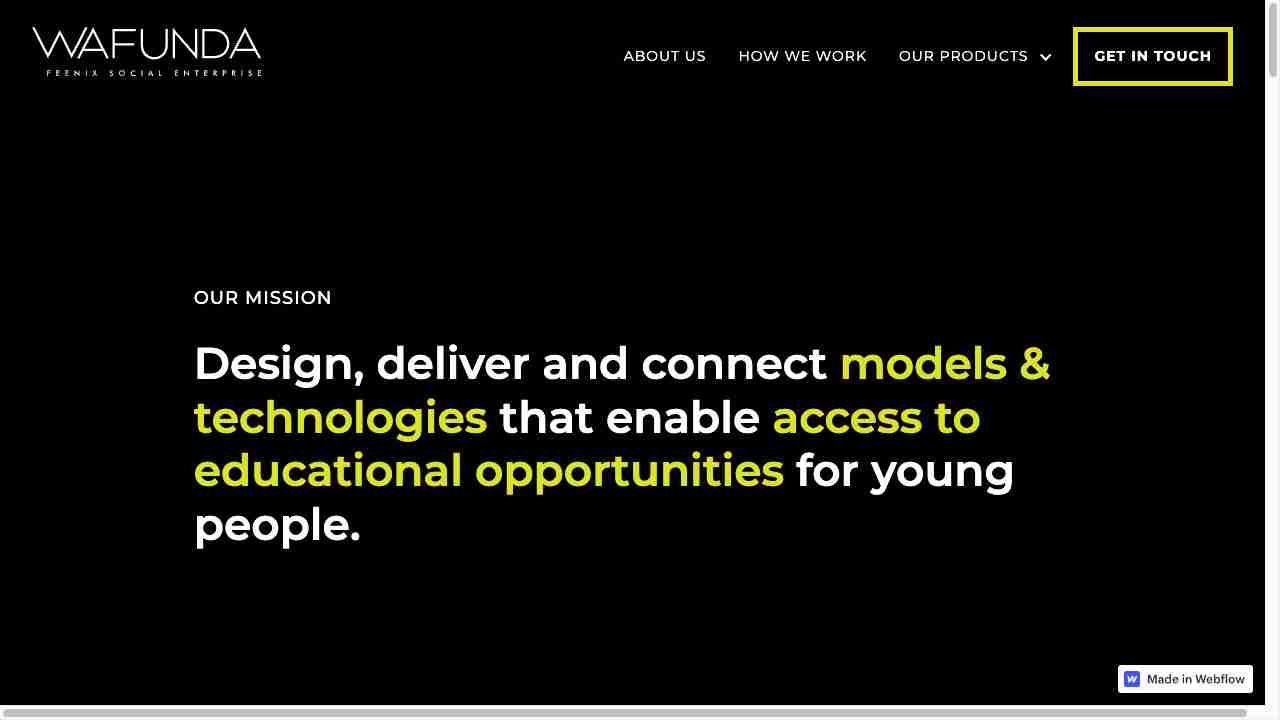 WAFUNDA
FEENIX SOCIAL ENTERPRISE
ABOUT US
HOW WE WORK
OUR PRODUCTS
GET IN TOUCH
OUR MISSION
Design, deliver and connect models &
technologies that enable access to
educational opportunities for young
people.
Made in Webflow